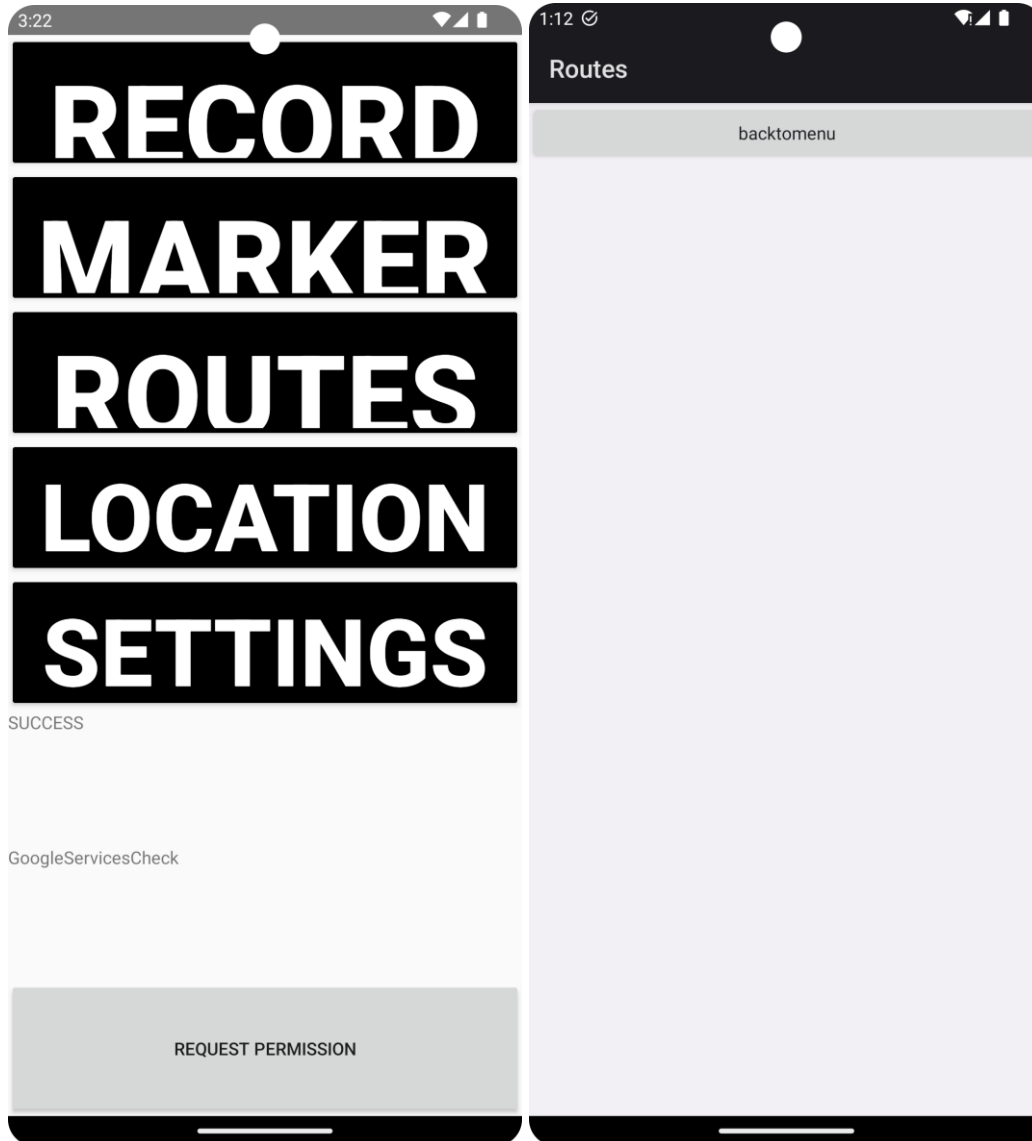 3:22
RECORD
MARKER
ROUTES
LOCATION
SETTINGS
SUCCESS
GoogleServicesCheck
REQUEST PERMISSION
1:12
Routes
backtomenu